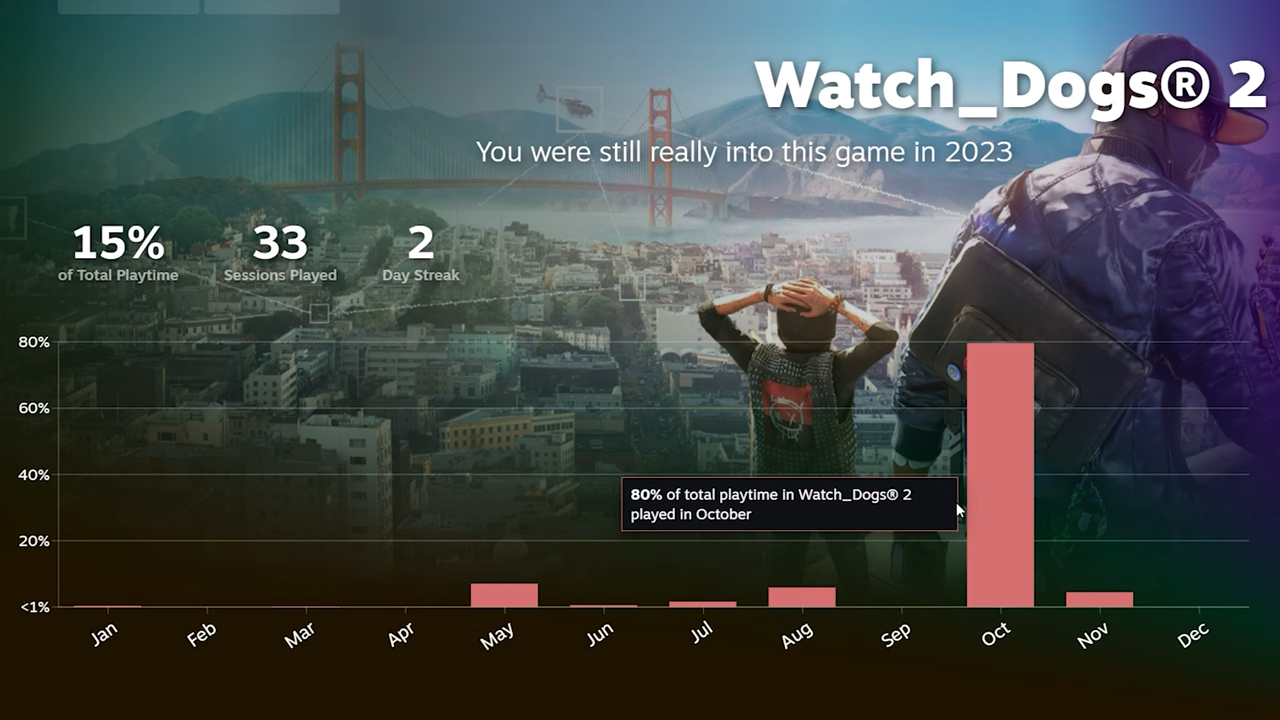 Watch_Dogs® 2
You were still really into this game in 2023
15% 33 2
of Total Playtime Sessions Played Day Streak
80%
60%
40%
80% of total playtime in Watch_Dogs® 2
played in October
20%
<1%
Jan Feb Mar Apr May Jun Jul Aug Sep Oct Nov Dec